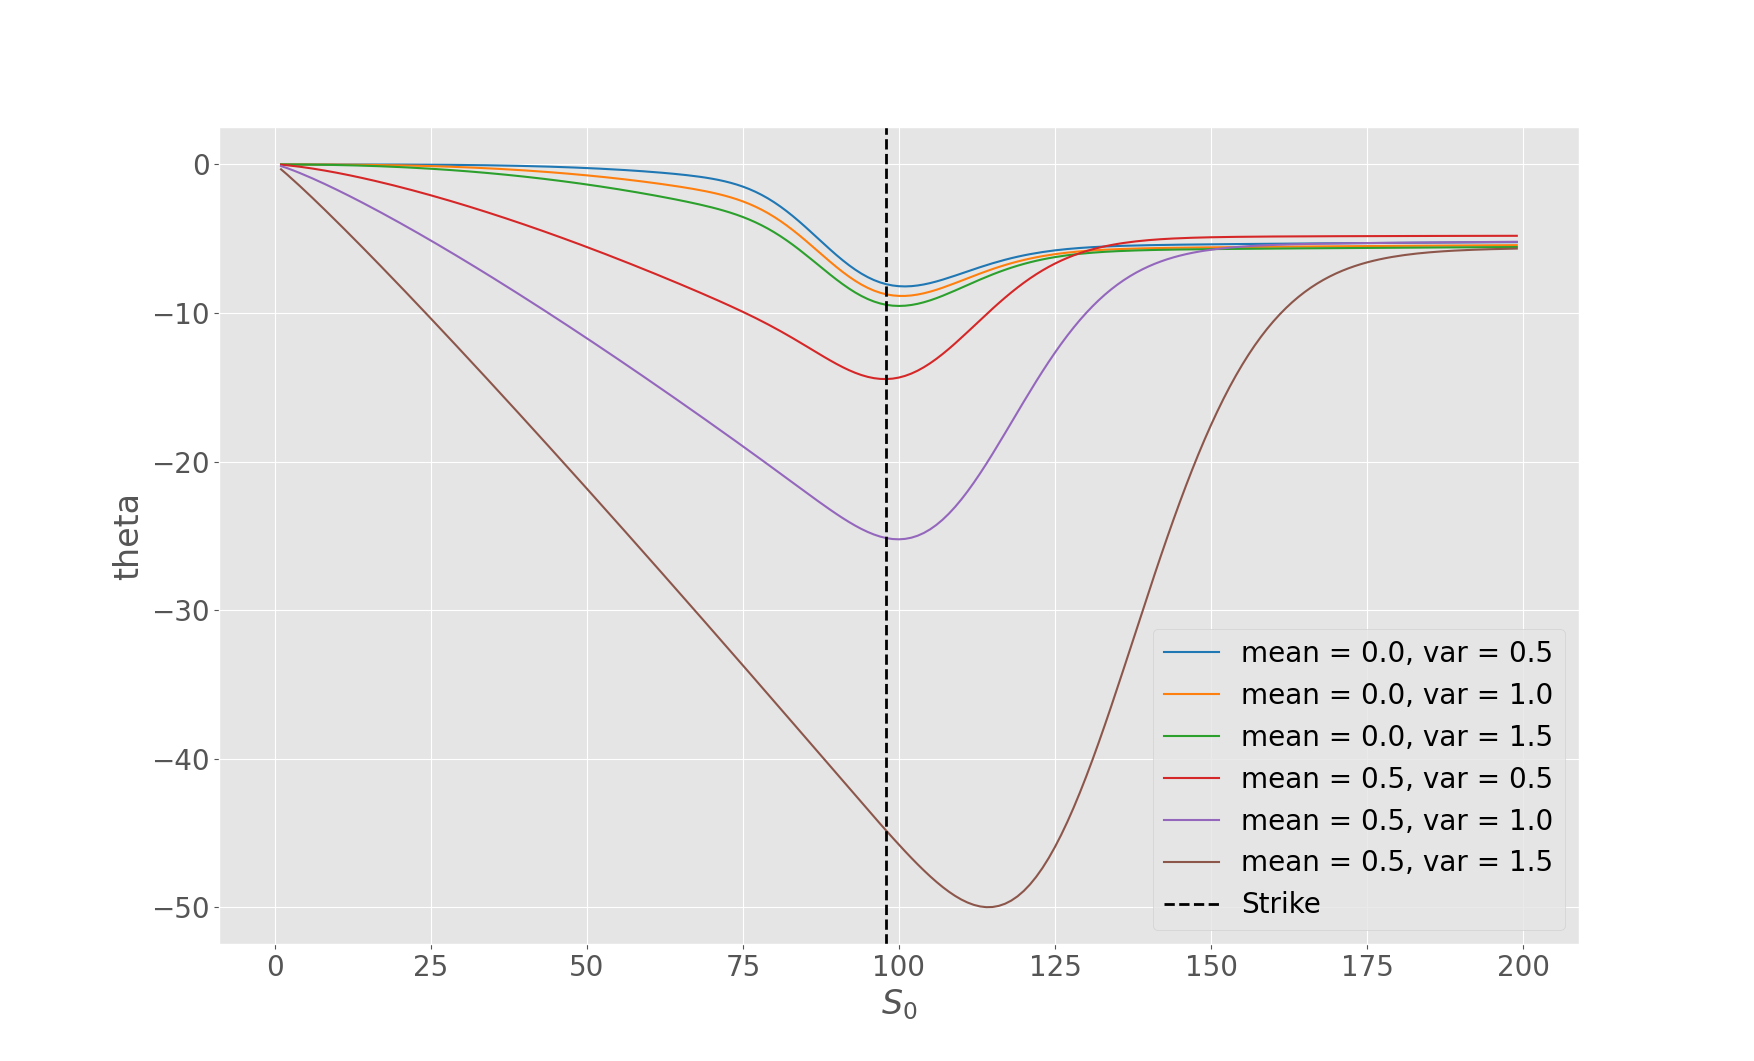 0
−10
−20
−30
−40
−50
theta
mean = 0.0, var = 0.5
mean = 0.0, var = 1.0
mean = 0.0, var = 1.5
mean = 0.5, var = 0.5
mean = 0.5, var = 1.0
mean = 0.5, var = 1.5
Strike
0 25 50 75 100 125 150 175 200
S₀